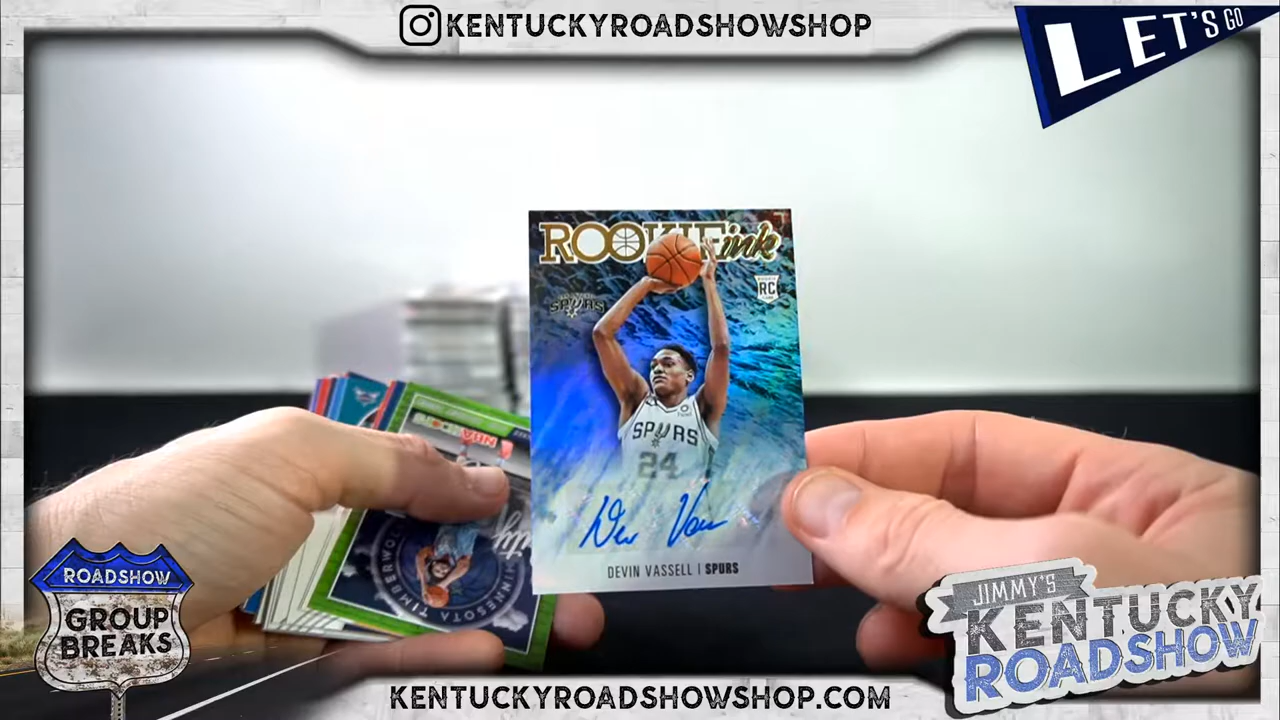 KENTUCKYROADSHOWSHOP
LET'S GO
ROOKIE ink
RC
SPURS
SPURS
24
DEVIN VASSELL | SPURS
MINNESOTA TIMBERWOL
ROADSHOW
GROUP
BREAKS
JIMMY'S
KENTUCKY
ROADSHOW
KENTUCKYROADSHOWSHOP.COM